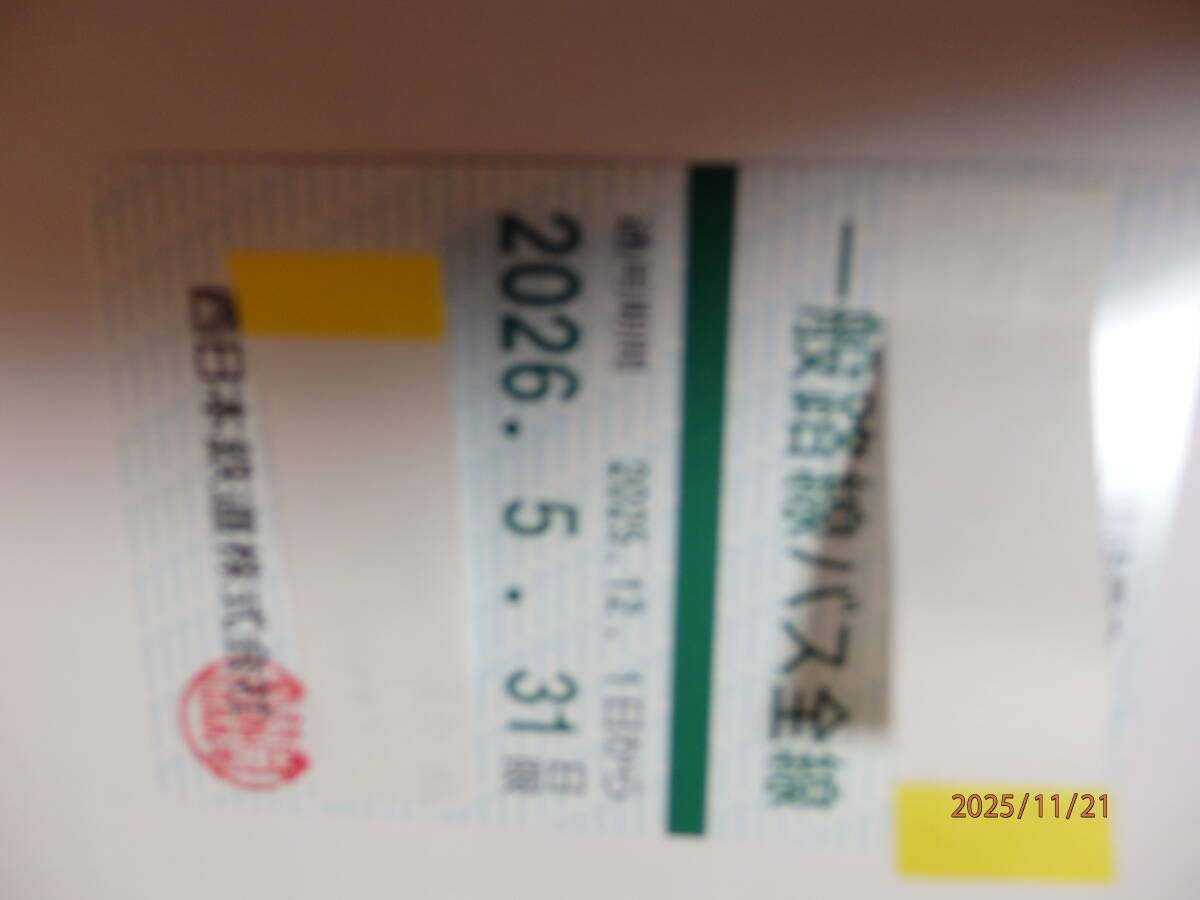 一般路線バス全線
通用期間 2025.12.1日から
2026.5.31日限
西日本鉄道株式会社
2025/11/21